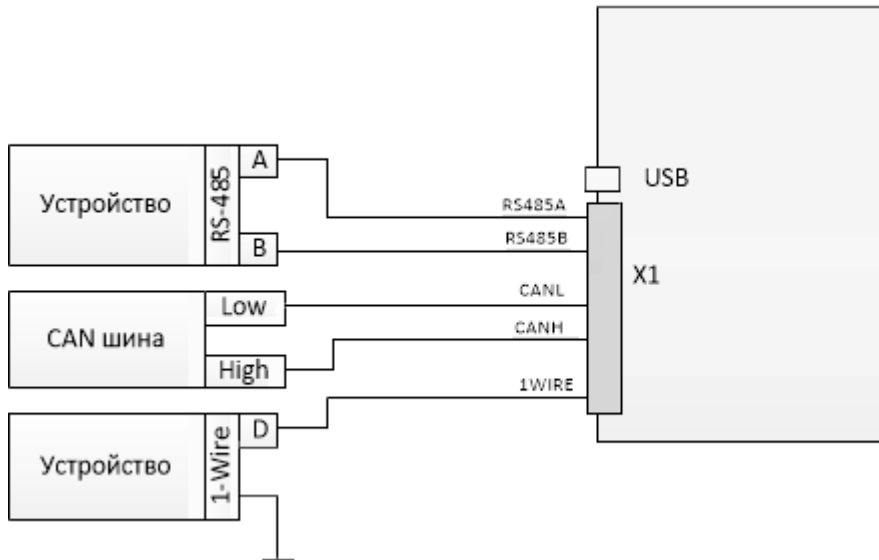 USB
X1
Устройство
RS-485
A
B
RS485A
RS485B
CAN шина
Low
High
CANL
CANH
Устройство
1-Wire
D
1WIRE